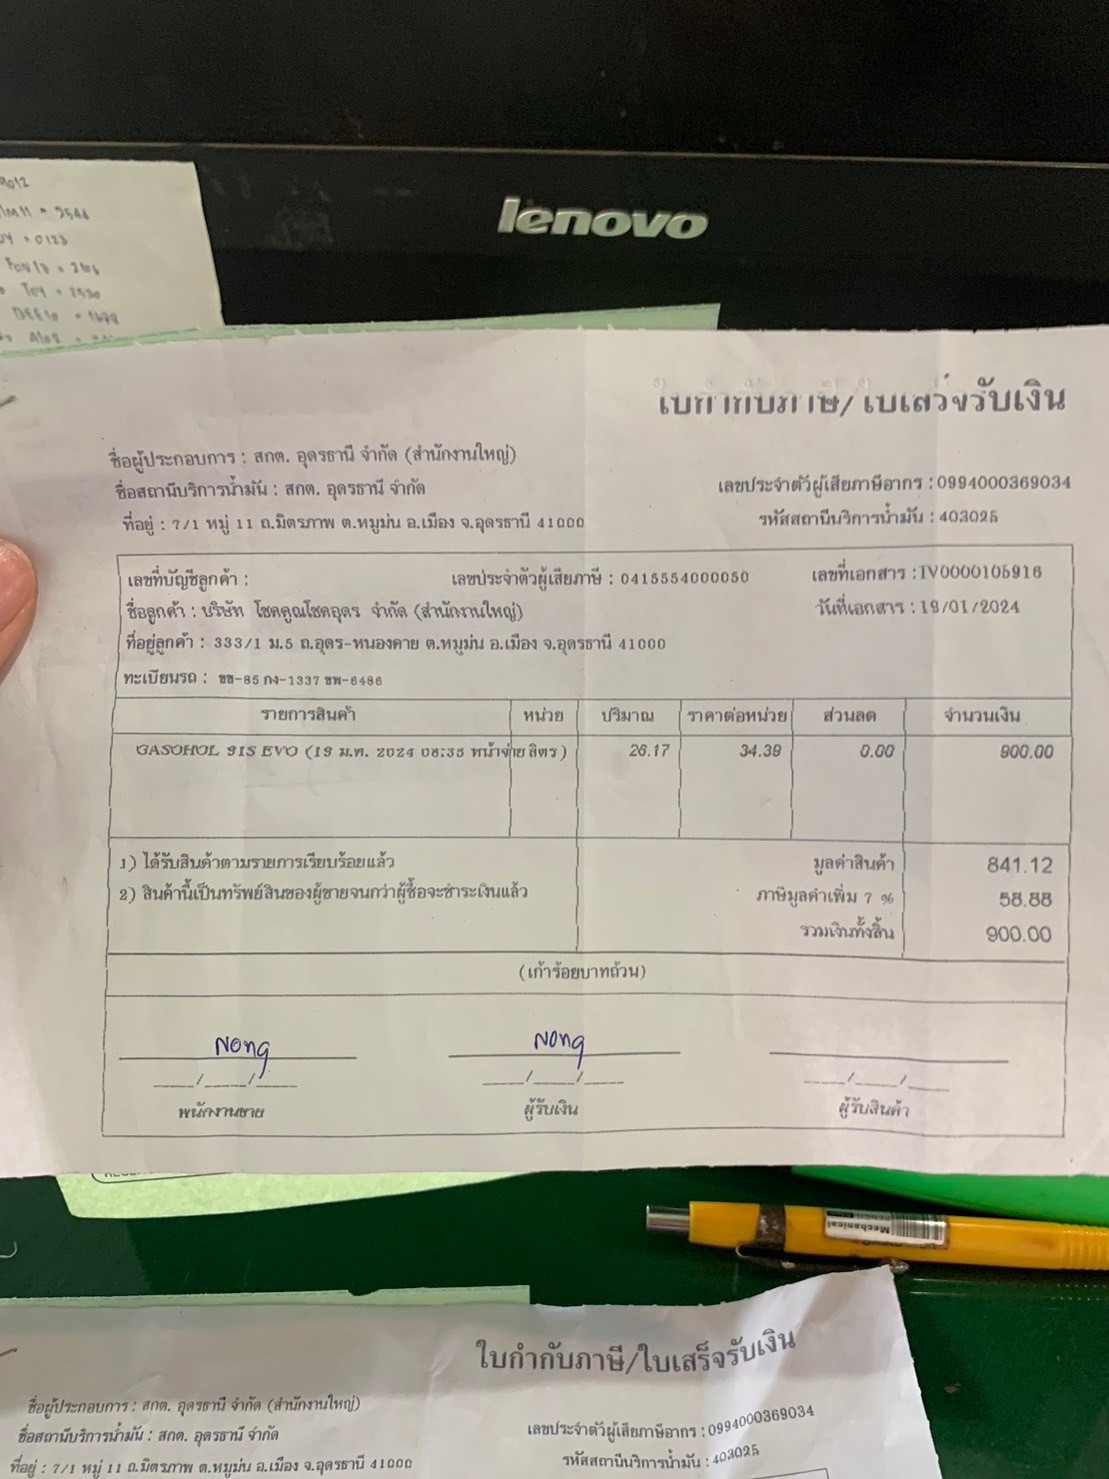 lenovo
ใบกำกับภาษี/ใบเสร็จรับเงิน
ชื่อผู้ประกอบการ : สกต. อุดรธานี จำกัด (สำนักงานใหญ่)
ชื่อสถานีบริการน้ำมัน : สกต. อุดรธานี จำกัด
เลขประจำตัวผู้เสียภาษีอากร : 0994000369034
ที่อยู่ : 7/1 หมู่ 11 ถ.มิตรภาพ ต.หมูม่น อ.เมือง จ.อุดรธานี 41000
รหัสสถานีบริการน้ำมัน : 403025
เลขที่บัญชีลูกค้า : เลขประจำตัวผู้เสียภาษี : 0415554000050 เลขที่เอกสาร : IV0000105916
ชื่อลูกค้า : บริษัท โชคคูณโชคอุดร จำกัด (สำนักงานใหญ่) วันที่เอกสาร : 19/01/2024
ที่อยู่ลูกค้า : 333/1 ม.5 ถ.อุดร-หนองคาย ต.หมูม่น อ.เมือง จ.อุดรธานี 41000
ทะเบียนรถ : ขข-85 กง-1337 ขพ-6486
รายการสินค้า หน่วย ปริมาณ ราคาต่อหน่วย ส่วนลด จำนวนเงิน
GASOHOL 91S EVO (19 ม.ค. 2024 08:35 หน้าจ่าย ลิตร ) 26.17 34.39 0.00 900.00
1) ได้รับสินค้าตามรายการเรียบร้อยแล้ว มูลค่าสินค้า 841.12
2) สินค้านี้เป็นทรัพย์สินของผู้ขายจนกว่าผู้ซื้อจะชำระเงินแล้ว ภาษีมูลค่าเพิ่ม 7 % 58.88
รวมเงินทั้งสิ้น 900.00
(เก้าร้อยบาทถ้วน)
Nong Nong
พนักงานขาย ผู้รับเงิน ผู้รับสินค้า
Mechanical
ใบกำกับภาษี/ใบเสร็จรับเงิน
ชื่อผู้ประกอบการ : สกต. อุดรธานี จำกัด (สำนักงานใหญ่)
ชื่อสถานีบริการน้ำมัน : สกต. อุดรธานี จำกัด
เลขประจำตัวผู้เสียภาษีอากร : 0994000369034
ที่อยู่ : 7/1 หมู่ 11 ถ.มิตรภาพ ต.หมูม่น อ.เมือง จ.อุดรธานี 41000
รหัสสถานีบริการน้ำมัน : 403025